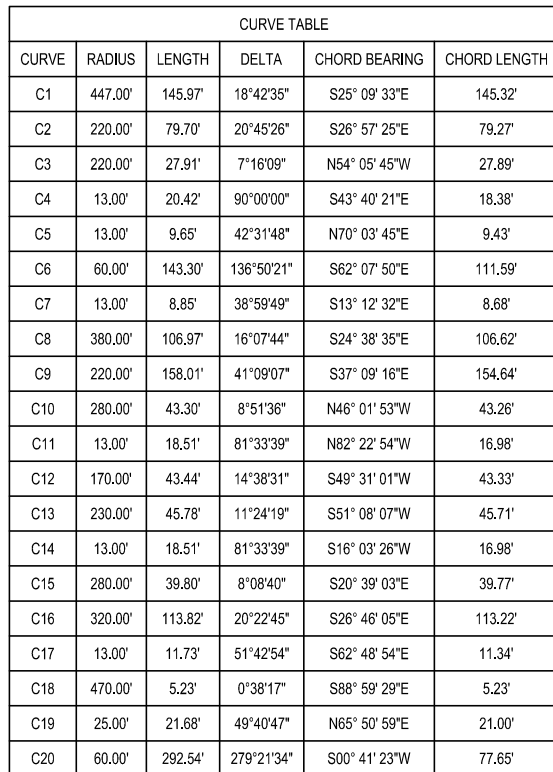 CURVE TABLE
CURVE RADIUS LENGTH DELTA CHORD BEARING CHORD LENGTH
C1 447.00' 145.97' 18°42'35" S25° 09' 33"E 145.32'
C2 220.00' 79.70' 20°45'26" S26° 57' 25"E 79.27'
C3 220.00' 27.91' 7°16'09" N54° 05' 45"W 27.89'
C4 13.00' 20.42' 90°00'00" S43° 40' 21"E 18.38'
C5 13.00' 9.65' 42°31'48" N70° 03' 45"E 9.43'
C6 60.00' 143.30' 136°50'21" S62° 07' 50"E 111.59'
C7 13.00' 8.85' 38°59'49" S13° 12' 32"E 8.68'
C8 380.00' 106.97' 16°07'44" S24° 38' 35"E 106.62'
C9 220.00' 158.01' 41°09'07" S37° 09' 16"E 154.64'
C10 280.00' 43.30' 8°51'36" N46° 01' 53"W 43.26'
C11 13.00' 18.51' 81°33'39" N82° 22' 54"W 16.98'
C12 170.00' 43.44' 14°38'31" S49° 31' 01"W 43.33'
C13 230.00' 45.78' 11°24'19" S51° 08' 07"W 45.71'
C14 13.00' 18.51' 81°33'39" S16° 03' 26"W 16.98'
C15 280.00' 39.80' 8°08'40" S20° 39' 03"E 39.77'
C16 320.00' 113.82' 20°22'45" S26° 46' 05"E 113.22'
C17 13.00' 11.73' 51°42'54" S62° 48' 54"E 11.34'
C18 470.00' 5.23' 0°38'17" S88° 59' 29"E 5.23'
C19 25.00' 21.68' 49°40'47" N65° 50' 59"E 21.00'
C20 60.00' 292.54' 279°21'34" S00° 41' 23"W 77.65'